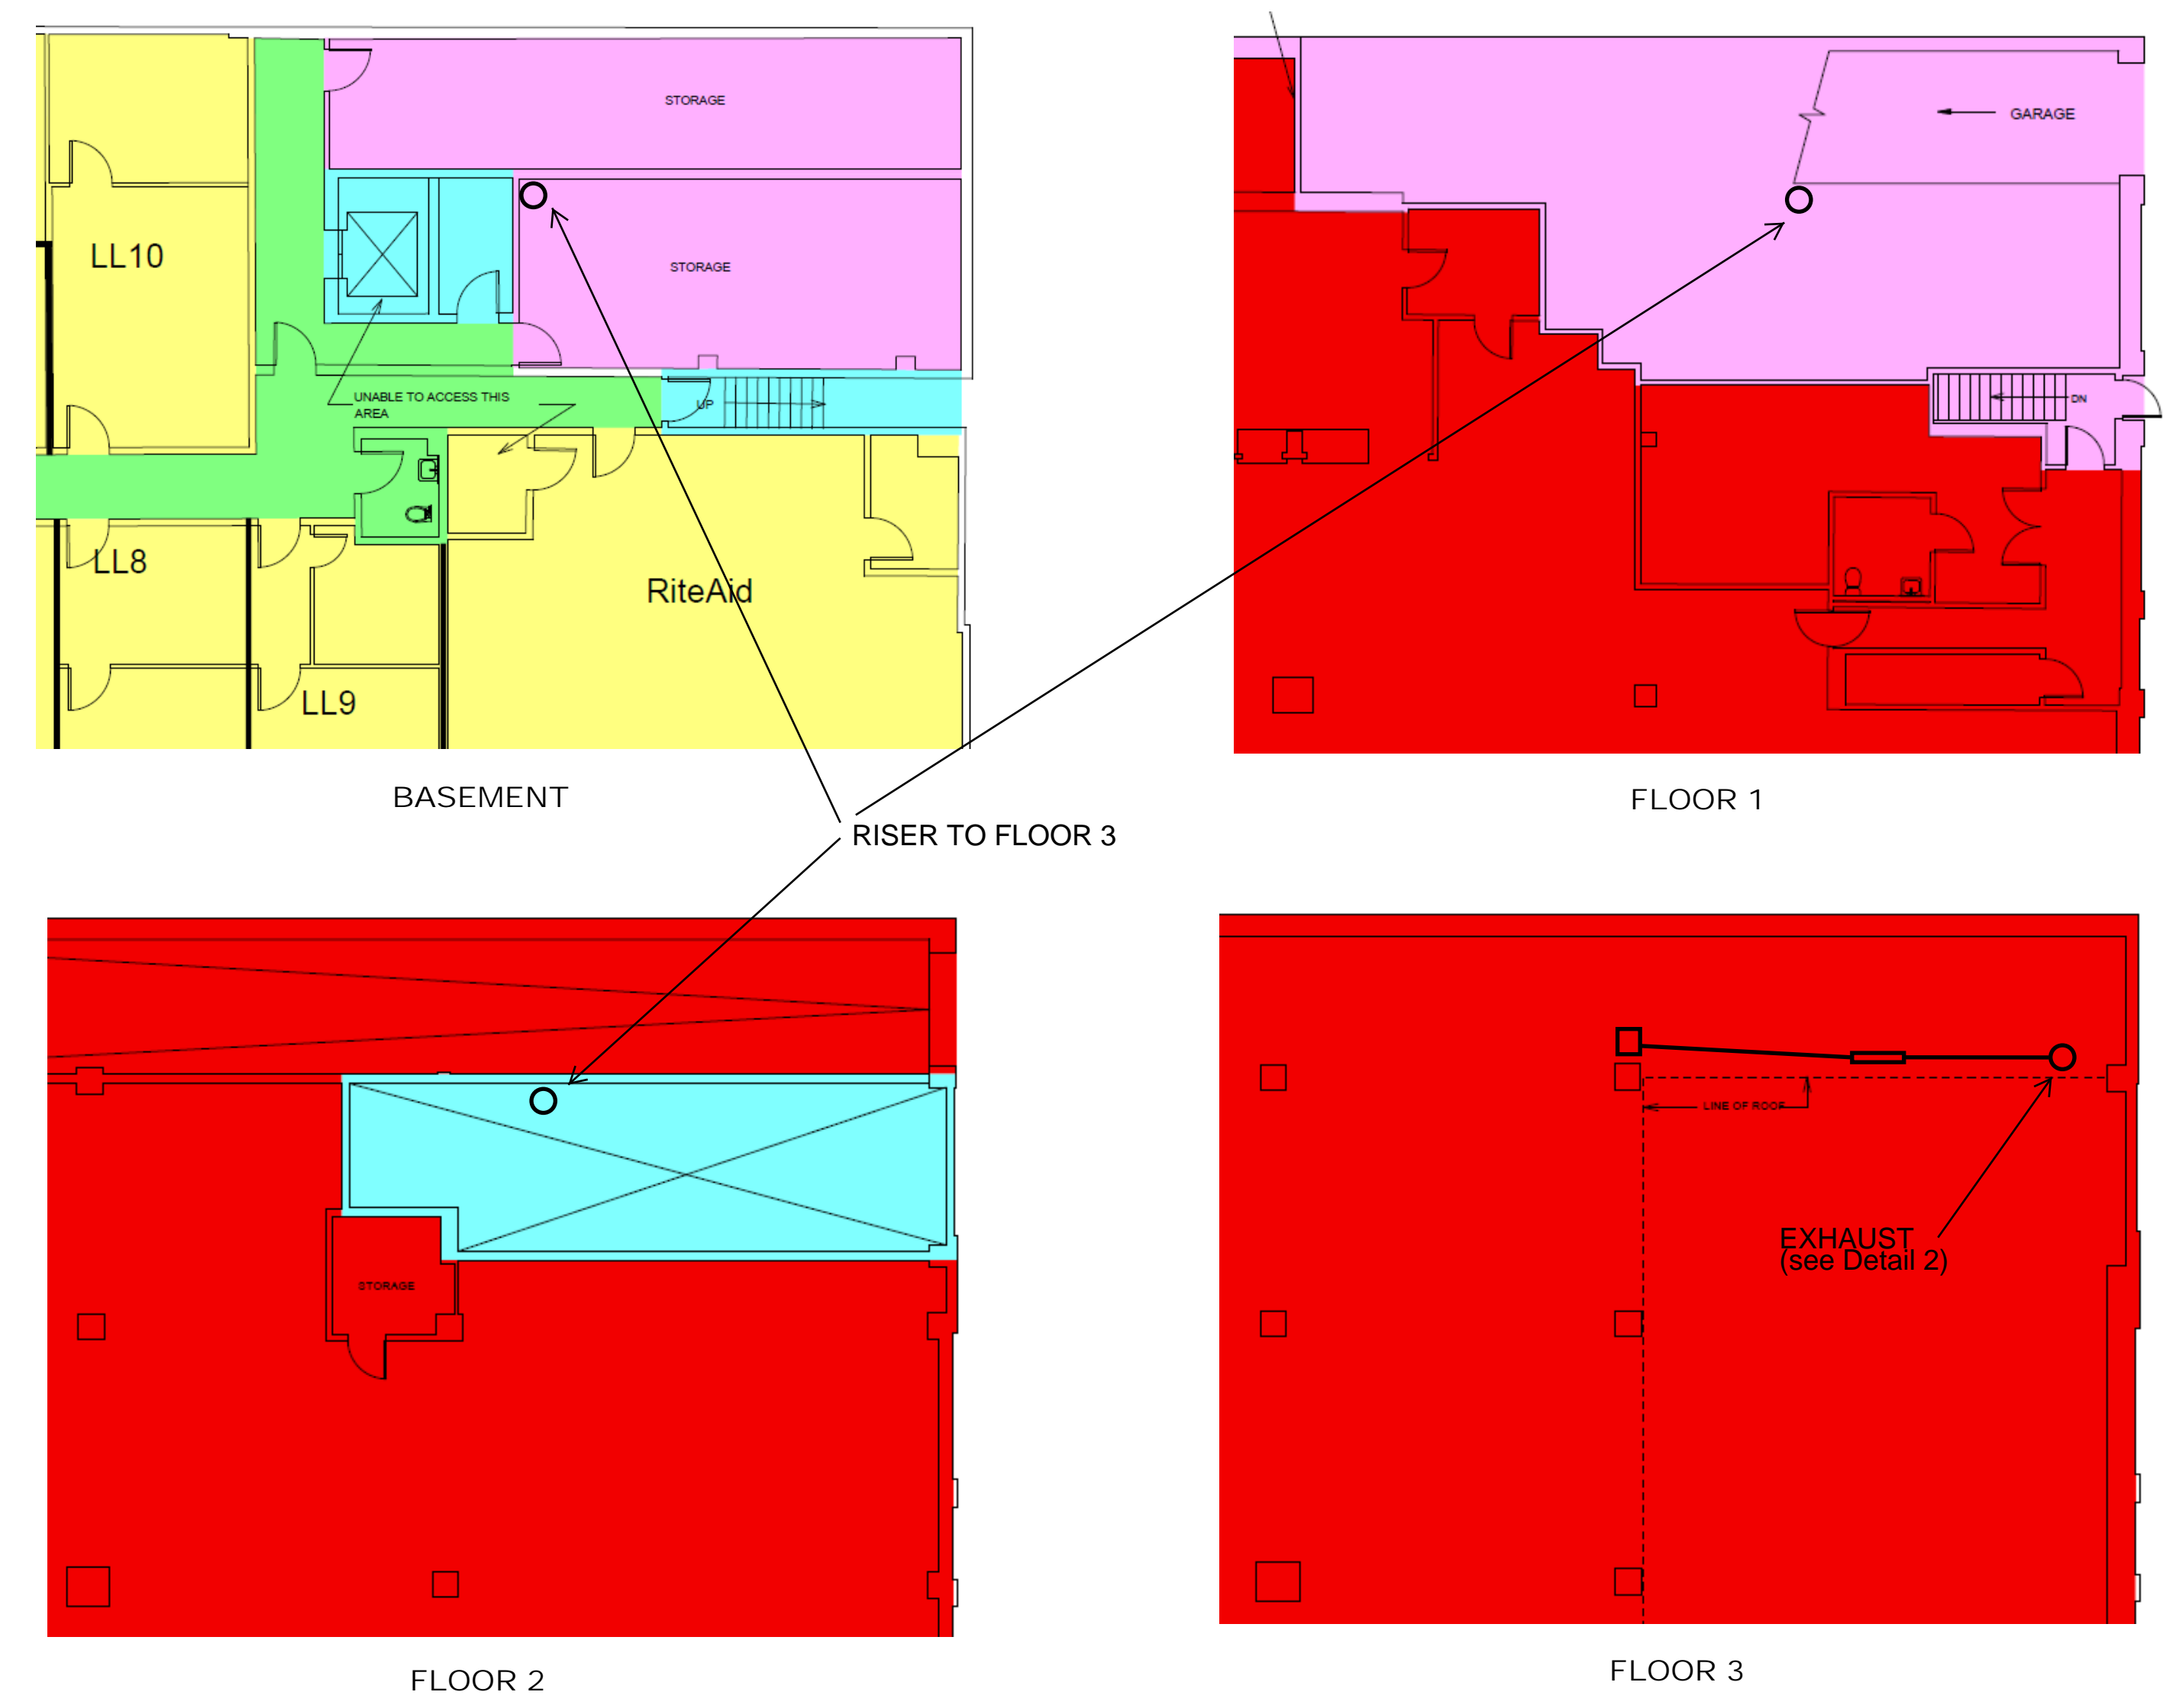 STORAGE
GARAGE
LL10
STORAGE
UNABLE TO ACCESS THIS
AREA
UP
DN
LL8
RiteAid
LL9
BASEMENT
FLOOR 1
RISER TO FLOOR 3
LINE OF ROOF
EXHAUST
(see Detail 2)
STORAGE
FLOOR 2
FLOOR 3